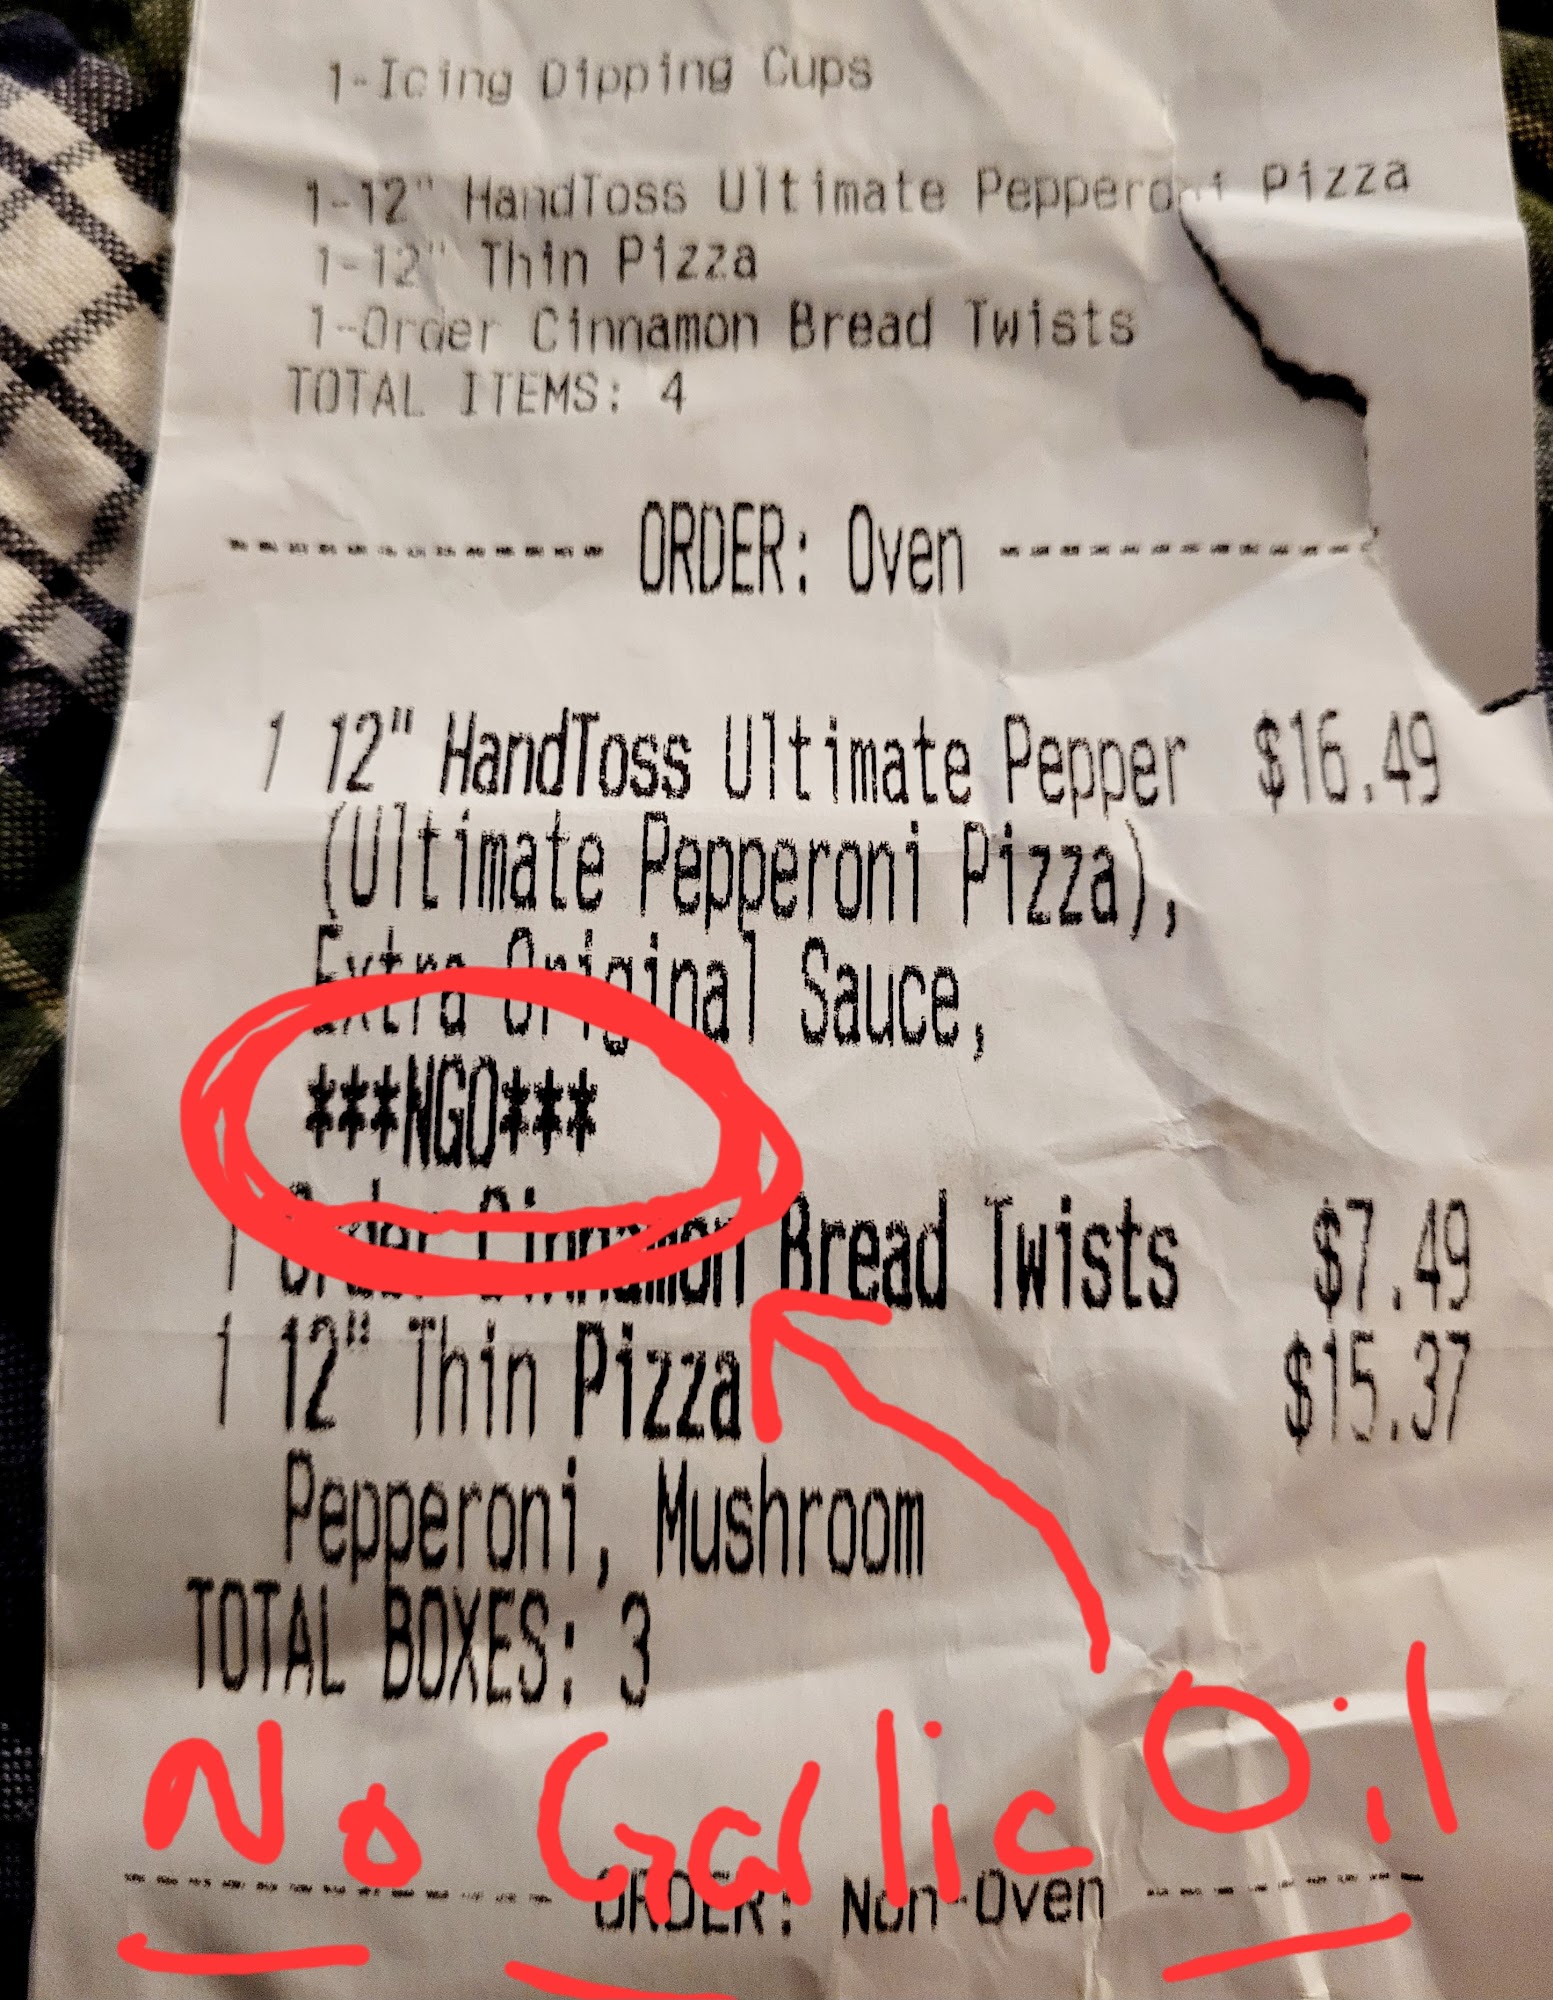 1-Icing Dipping Cups
1-12" HandToss Ultimate Pepperoni Pizza
1-12" Thin Pizza
1-Order Cinnamon Bread Twists
TOTAL ITEMS: 4
---------------- ORDER: Oven ----------------
1 12" HandToss Ultimate Pepper $16.49
(Ultimate Pepperoni Pizza),
Extra Original Sauce,
***NGO***
1 Order Cinnamon Bread Twists $7.49
1 12" Thin Pizza $15.37
Pepperoni, Mushroom
TOTAL BOXES: 3
No Garlic Oil
---------------- ORDER: Non-Oven ----------------